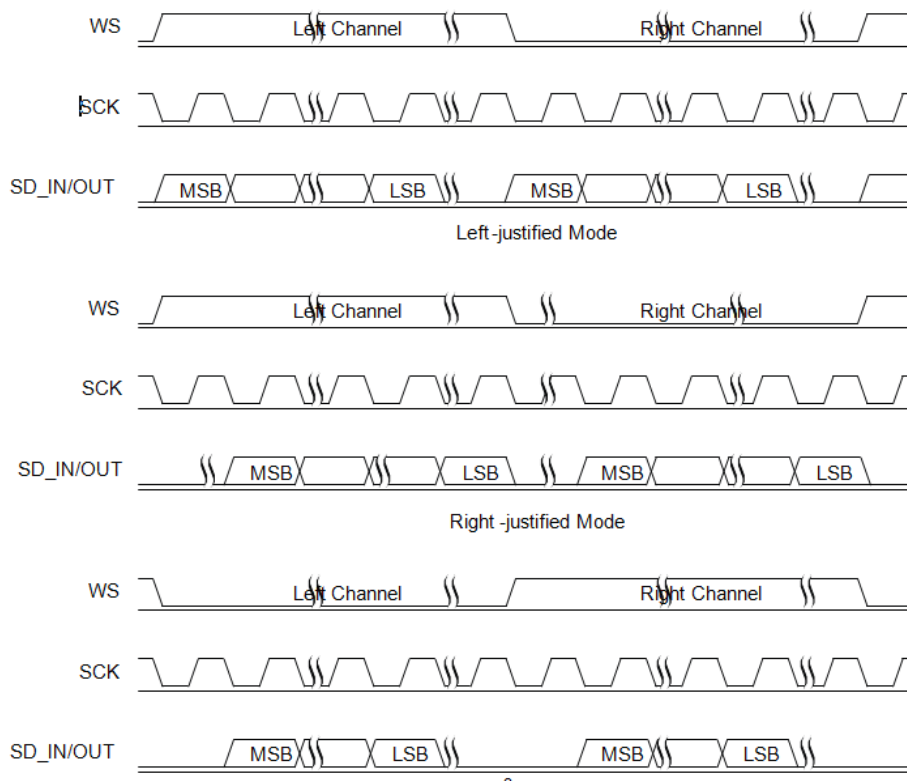 WS
Left Channel
Right Channel
SCK
SD_IN/OUT
MSB
LSB
MSB
LSB
Left-justified Mode
WS
Left Channel
Right Channel
SCK
SD_IN/OUT
MSB
LSB
MSB
LSB
Right -justified Mode
WS
Left Channel
Right Channel
SCK
SD_IN/OUT
MSB
LSB
MSB
LSB